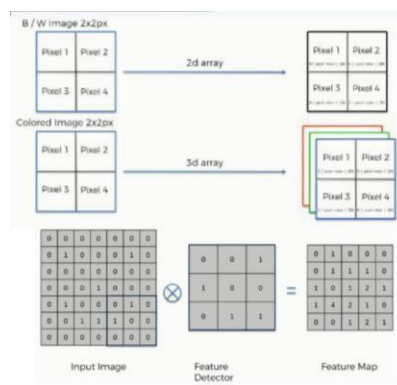 B / W Image 2x2px
Pixel 1 Pixel 2
Pixel 3 Pixel 4
2d array
Pixel 1 Pixel 2
Pixel 3 Pixel 4
Colored Image 2x2px
Pixel 1 Pixel 2
Pixel 3 Pixel 4
3d array
Pixel 1 Pixel 2
Pixel 3 Pixel 4
0 0 0 0 0 0 0
0 1 0 0 0 1 0
0 0 0 0 0 0 0
0 0 0 1 0 0 0
0 1 0 0 0 1 0
0 0 1 1 1 0 0
0 0 0 0 0 0 0
⊗
0 0 1
1 0 0
0 1 1
=
0 1 0 0 0
0 1 1 1 0
1 0 1 2 1
1 4 2 1 0
0 0 1 2 1
Input Image
Feature
Detector
Feature Map